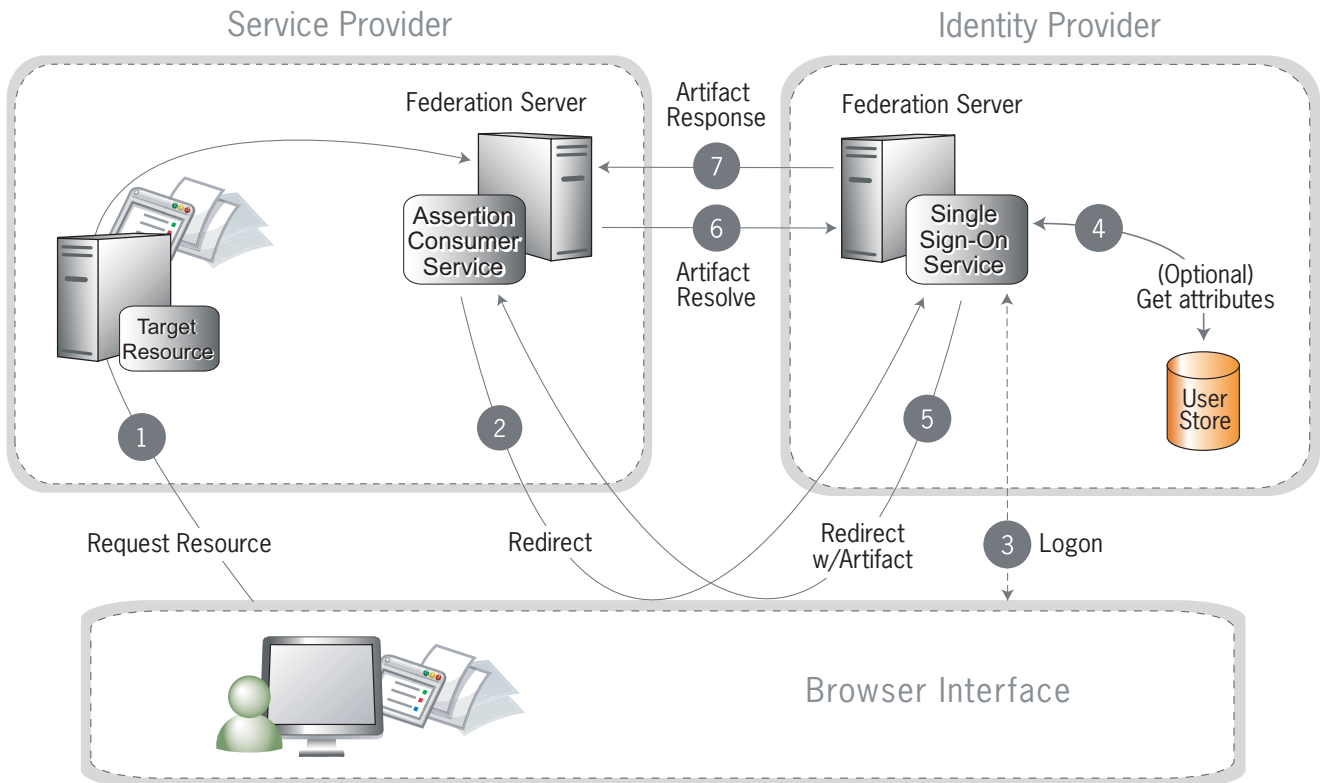 Service Provider
Identity Provider
Federation Server
Artifact
Response
Federation Server
7
Assertion
Consumer
Service
6
Single
Sign-On
Service
4
Artifact
Resolve
(Optional)
Get attributes
Target
Resource
User
Store
1
2
5
Request Resource
Redirect
Redirect
w/Artifact
3
Logon
Browser Interface